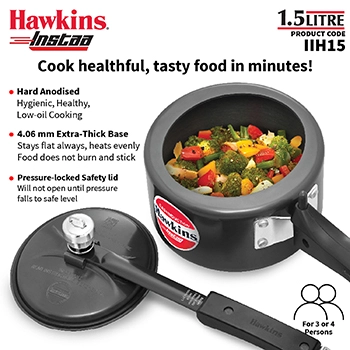 Hawkins
Instaa
1.5LITRE
PRODUCT CODE
IIH15
Cook healthful, tasty food in minutes!
Hard Anodised
Hygienic, Healthy,
Low-oil Cooking
4.06 mm Extra-Thick Base
Stays flat always, heats evenly
Food does not burn and stick
Pressure-locked Safety lid
Will not open until pressure
falls to safe level
Hawkins
Hawkins
For 3 or 4
Persons